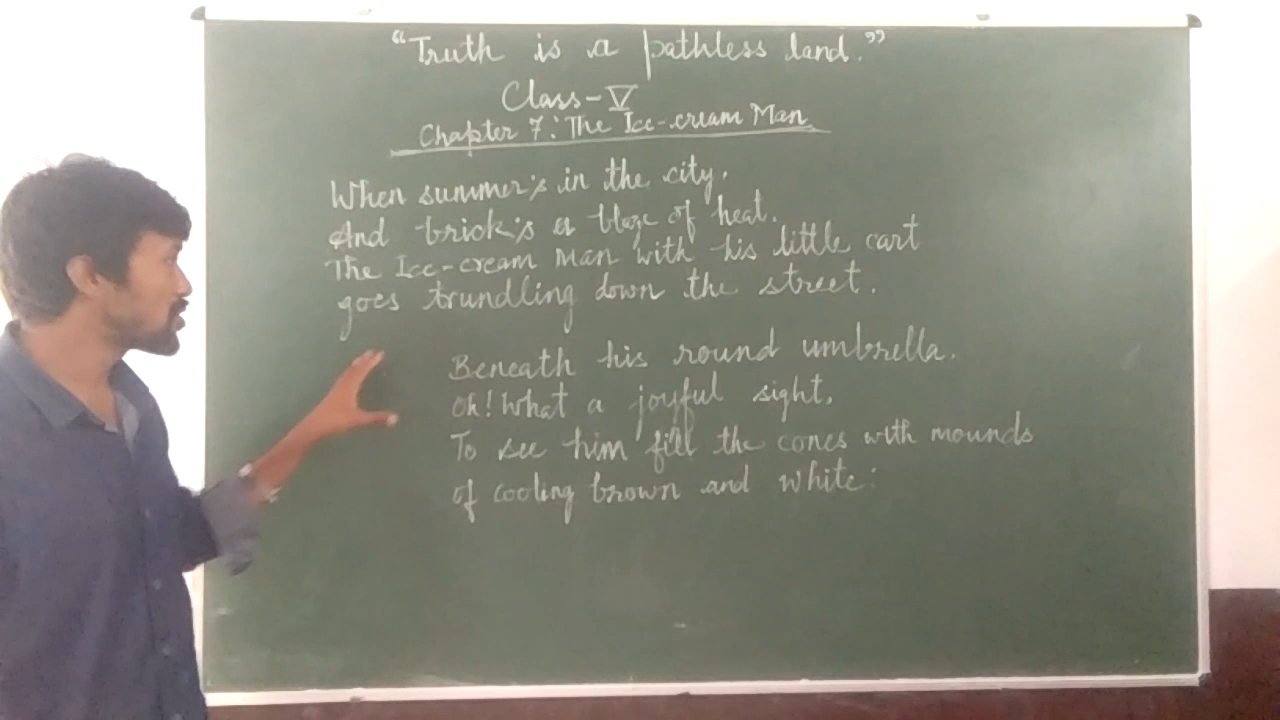 “Truth is a pathless land.”
Class-V
Chapter 7: The Ice-cream Man
When summer's in the city,
And brick's a blaze of heat.
The Ice-cream Man with his little cart
goes trundling down the street.
Beneath his round umbrella.
Oh! What a joyful sight,
To see him fill the cones with mounds
of cooling brown and white: